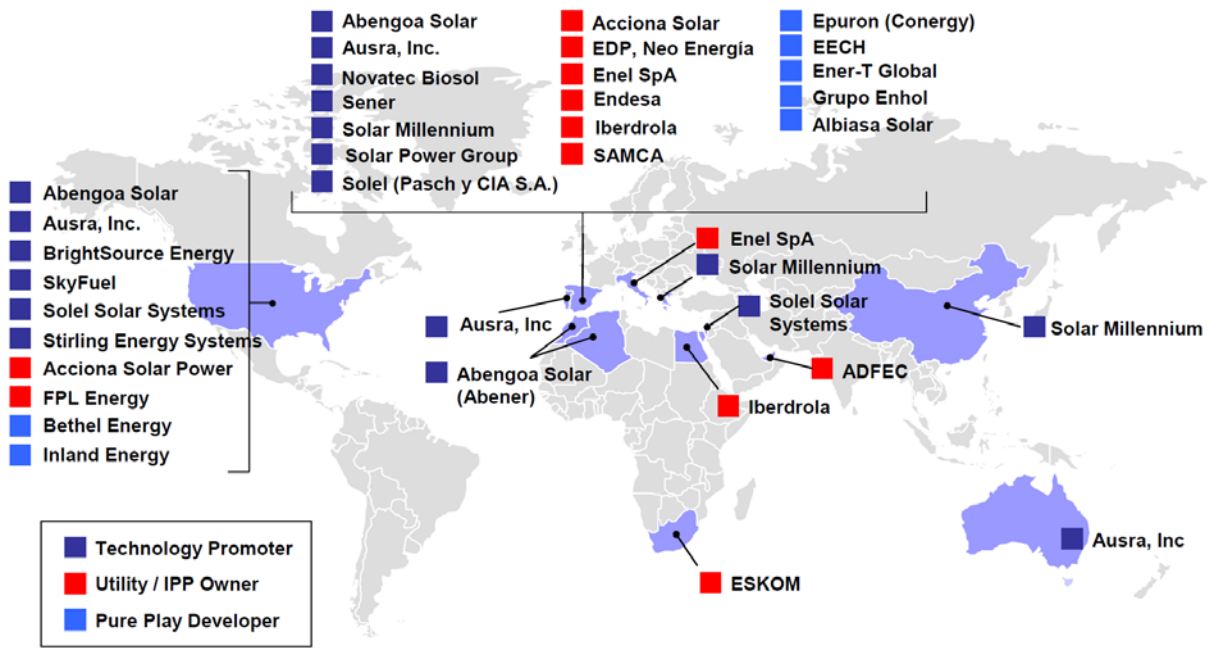 Abengoa Solar
Ausra, Inc.
Novatec Biosol
Sener
Solar Millennium
Solar Power Group
Solel (Pasch y CIA S.A.)
Acciona Solar
EDP, Neo Energía
Enel SpA
Endesa
Iberdrola
SAMCA
Epuron (Conergy)
EECH
Ener-T Global
Grupo Enhol
Albiasa Solar
Abengoa Solar
Ausra, Inc.
BrightSource Energy
SkyFuel
Solel Solar Systems
Stirling Energy Systems
Acciona Solar Power
FPL Energy
Bethel Energy
Inland Energy
Enel SpA
Solar Millennium
Solel Solar
Systems
Ausra, Inc
Abengoa Solar
(Abener)
Solar Millennium
ADFEC
Iberdrola
ESKOM
Ausra, Inc
Technology Promoter
Utility / IPP Owner
Pure Play Developer